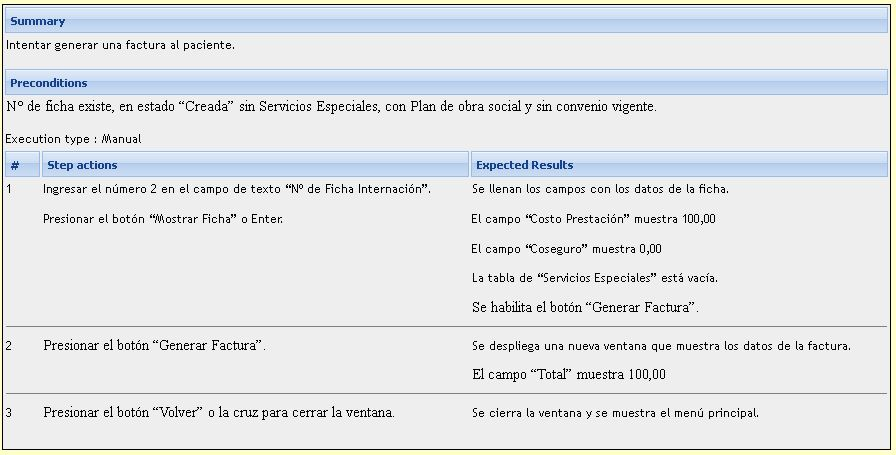 Summary
Intentar generar una factura al paciente.
Preconditions
Nº de ficha existe, en estado “Creada” sin Servicios Especiales, con Plan de obra social y sin convenio vigente.
Execution type : Manual
# Step actions Expected Results
1 Ingresar el número 2 en el campo de texto “Nº de Ficha Internación”. Se llenan los campos con los datos de la ficha.
Presionar el botón “Mostrar Ficha” o Enter. El campo “Costo Prestación” muestra 100,00
El campo “Coseguro” muestra 0,00
La tabla de “Servicios Especiales” está vacía.
Se habilita el botón “Generar Factura”.
2 Presionar el botón “Generar Factura”. Se despliega una nueva ventana que muestra los datos de la factura.
El campo “Total” muestra 100,00
3 Presionar el botón “Volver” o la cruz para cerrar la ventana. Se cierra la ventana y se muestra el menú principal.